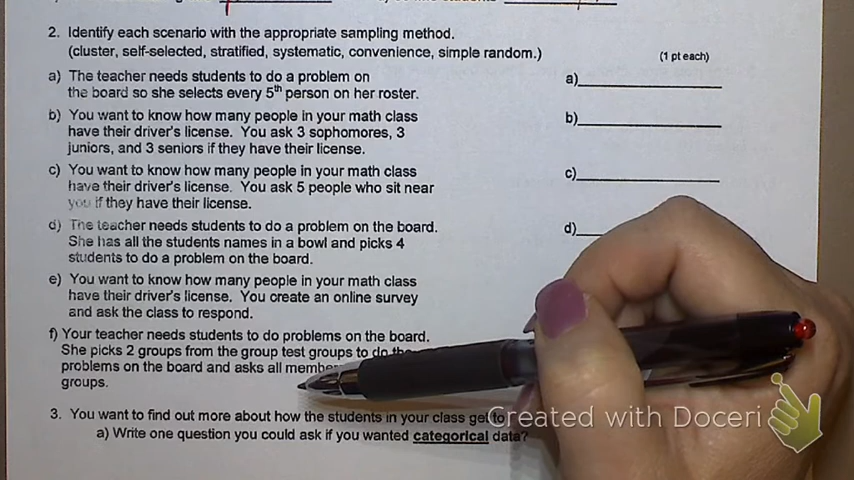 2. Identify each scenario with the appropriate sampling method.
(cluster, self-selected, stratified, systematic, convenience, simple random.)
(1 pt each)
a) The teacher needs students to do a problem on
the board so she selects every 5th person on her roster.
a)
b) You want to know how many people in your math class
have their driver's license. You ask 3 sophomores, 3
juniors, and 3 seniors if they have their license.
b)
c) You want to know how many people in your math class
have their driver's license. You ask 5 people who sit near
you if they have their license.
c)
d) The teacher needs students to do a problem on the board.
She has all the students names in a bowl and picks 4
students to do a problem on the board.
d)
e) You want to know how many people in your math class
have their driver's license. You create an online survey
and ask the class to respond.
f) Your teacher needs students to do problems on the board.
She picks 2 groups from the group test groups to do
problems on the board and asks all
groups.
3. You want to find out more about how the students in your class get
a) Write one question you could ask if you wanted categorical data?
Created with Doceri